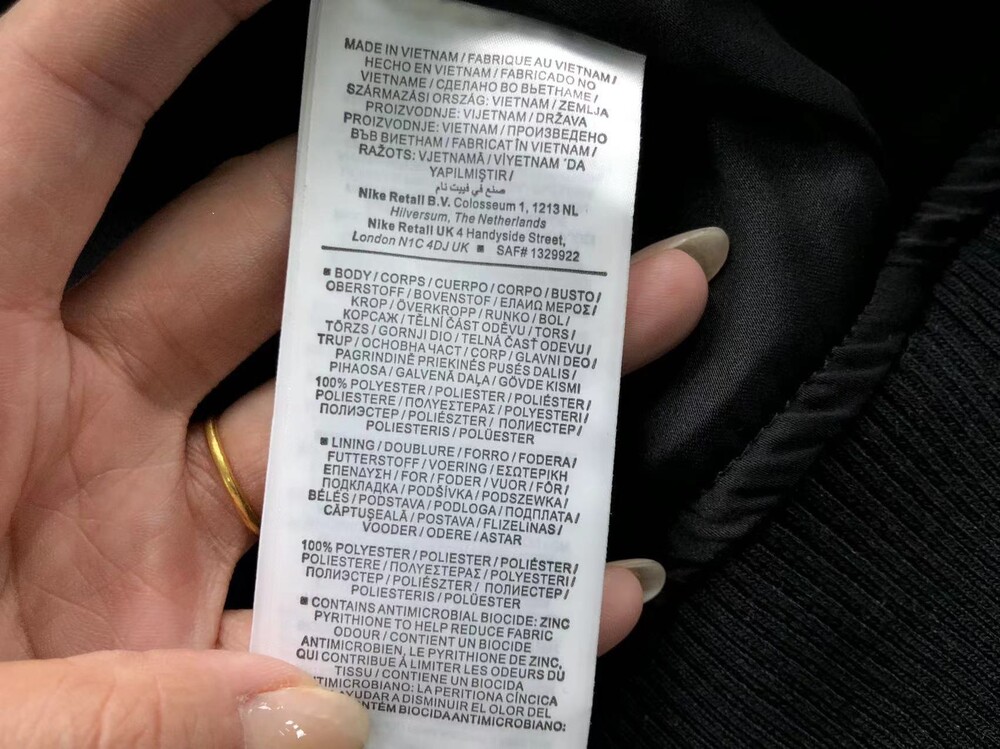 MADE IN VIETNAM / FABRIQUE AU VIETNAM /
HECHO EN VIETNAM / FABRICADO NO
VIETNAME / СДЕЛАНО ВО ВЬЕТНАМЕ /
SZÁRMAZÁSI ORSZÁG: VIETNAM / ZEMLJA
PROIZVODNJE: VIJETNAM / DRŽAVA
PROIZVODNJE: VIETNAM / ПРОИЗВЕДЕНО
ВЪВ ВИЕТНАМ / FABRICAT ÎN VIETNAM /
RAŽOTS: VJETNAMĀ / VİYETNAM 'DA
YAPILMIŞTIR /
صنع في فييت نام
Nike Retail B.V. Colosseum 1, 1213 NL
Hilversum, The Netherlands
Nike Retail UK 4 Handyside Street,
London N1C 4DJ UK ■ SAF# 1329922
■ BODY / CORPS / CUERPO / CORPO / BUSTO /
OBERSTOFF / BOVENSTOF / ΕΛΑΙΩ ΜΕΡΟΣ /
KROP / ÖVERKROPP / RUNKO / BOL /
КОРСАЖ / TĚLNÍ ČÁST ODĚVU / TORS /
TÖRZS / GORNJI DIO / TELNÁ ČASŤ ODEVU /
TRUP / ОСНОВНА ЧАСТ / CORP / GLAVNI DEO /
PAGRINDINĖ PRIEKINĖS PUSĖS DALIS /
PIHAOSA / GALVENĀ DAĻA / GÖVDE KISMI
100% POLYESTER / POLIESTER / POLIÉSTER /
POLIESTERE / ΠΟΛΥΕΣΤΕΡΑΣ / POLYESTERI /
ПОЛИЭСТЕР / POLIÉSZTER / ПОЛИЕСТЕР /
POLIESTERIS / POLÜESTER
■ LINING / DOUBLURE / FORRO / FODERA /
FUTTERSTOFF / VOERING / ΕΣΩΤΕΡΙΚΗ
ΕΠΕΝΔΥΣΗ / FOR / FODER / VUOR / FÔR /
ПОДКЛАДКА / PODŠÍVKA / PODSZEWKA /
BÉLÉS / PODSTAVA / PODLOGA / ПОДПЛАТА /
CĂPTUŞEALĂ / POSTAVA / FLIZELINAS /
VOODER / ODERE / ASTAR
100% POLYESTER / POLIESTER / POLIÉSTER /
POLIESTERE / ΠΟΛΥΕΣΤΕΡΑΣ / POLYESTERI /
ПОЛИЭСТЕР / POLIÉSZTER / ПОЛИЕСТЕР /
POLIESTERIS / POLÜESTER
■ CONTAINS ANTIMICROBIAL BIOCIDE: ZINC
PYRITHIONE TO HELP REDUCE FABRIC
ODOUR / CONTIENT UN BIOCIDE
ANTIMICROBIEN, LE PYRITHIONE DE ZINC,
QUI CONTRIBUE À LIMITER LES ODEURS DU
TISSU / CONTIENE UN BIOCIDA
LA PERITIONA CÍNCICA
A DISMINUIR EL OLOR DEL
BIOCIDA ANTIMICROBIANO: